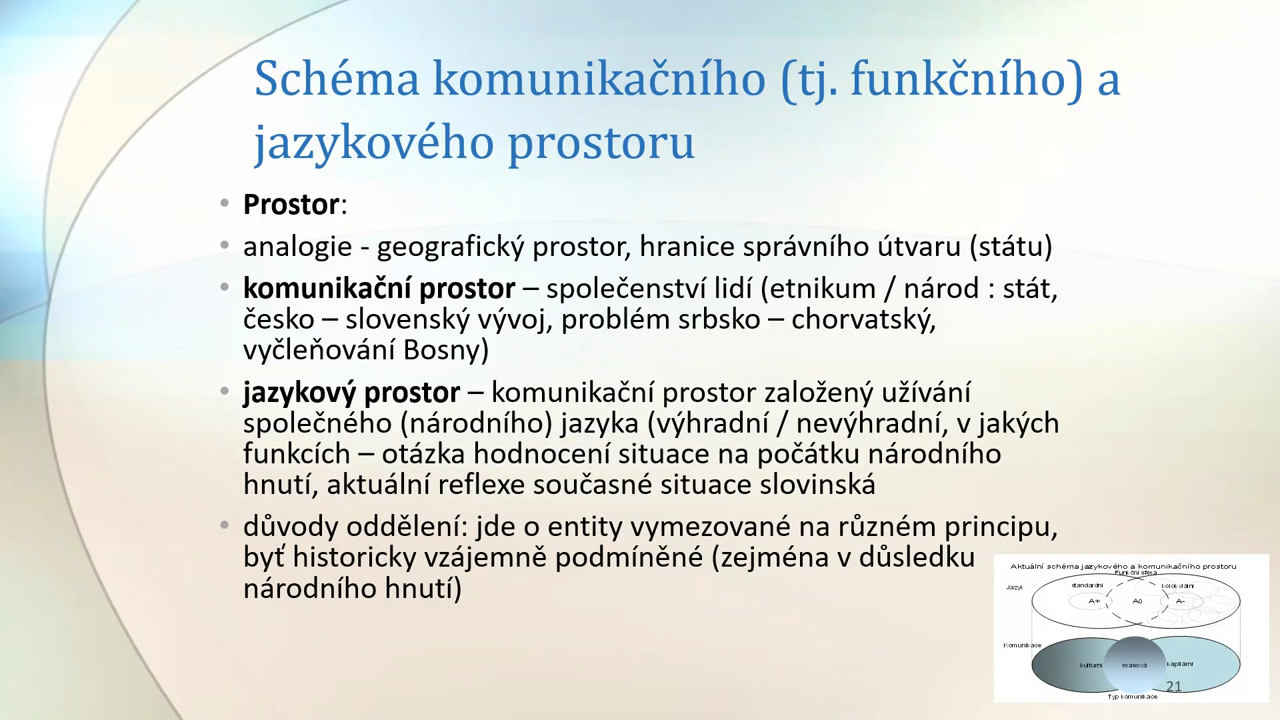 Schéma komunikačního (tj. funkčního) a
jazykového prostoru
• Prostor:
• analogie - geografický prostor, hranice správního útvaru (státu)
• komunikační prostor – společenství lidí (etnikum / národ : stát,
česko – slovenský vývoj, problém srbsko – chorvatský,
vyčleňování Bosny)
• jazykový prostor – komunikační prostor založený užívání
společného (národního) jazyka (výhradní / nevýhradní, v jakých
funkcích – otázka hodnocení situace na počátku národního
hnutí, aktuální reflexe současné situace slovinská
• důvody oddělení: jde o entity vymezované na různém principu,
byť historicky vzájemně podmíněné (zejména v důsledku
národního hnutí)
Aktuální schéma jazykového a komunikačního prostoru
Funkční sféra
Jazyk
standardní
kolokviální
A+
A0
A-
Komunikace
kulturní
masová
kapilární
Typ komunikace
21